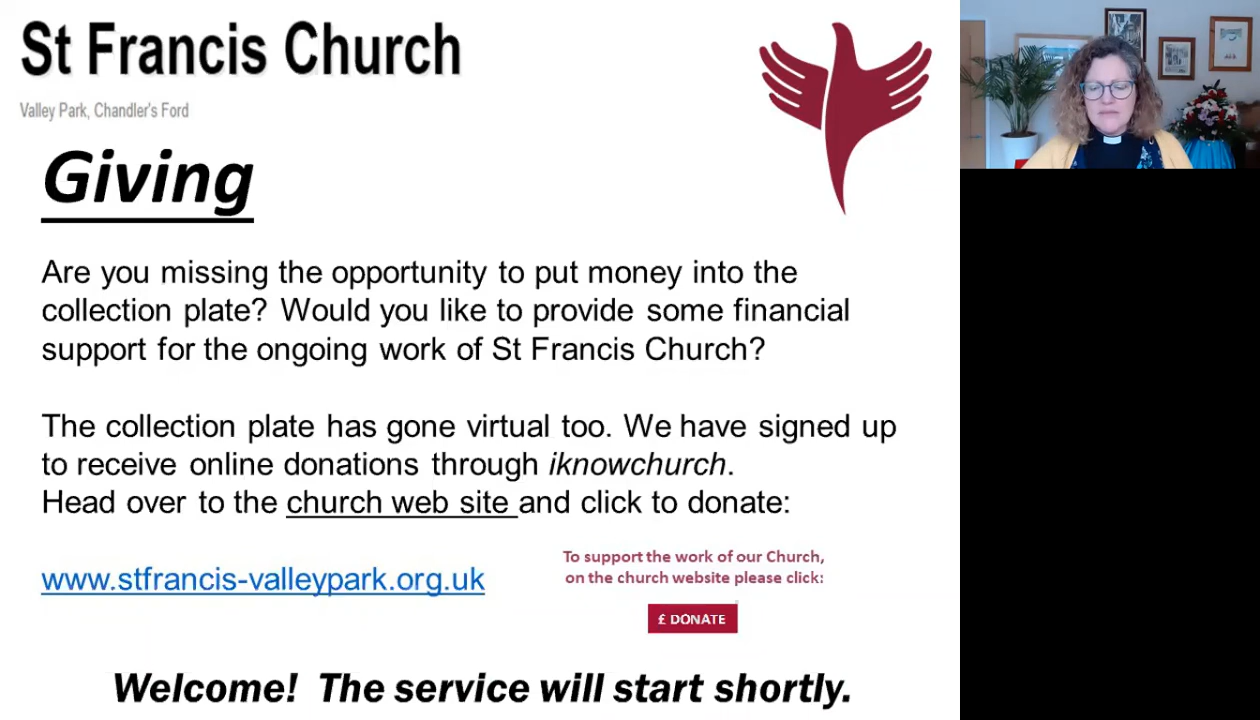 St Francis Church
Valley Park, Chandler's Ford
Giving
Are you missing the opportunity to put money into the
collection plate? Would you like to provide some financial
support for the ongoing work of St Francis Church?
The collection plate has gone virtual too. We have signed up
to receive online donations through iknowchurch.
Head over to the church web site and click to donate:
www.stfrancis-valleypark.org.uk
To support the work of our Church,
on the church website please click:
£ DONATE
Welcome! The service will start shortly.